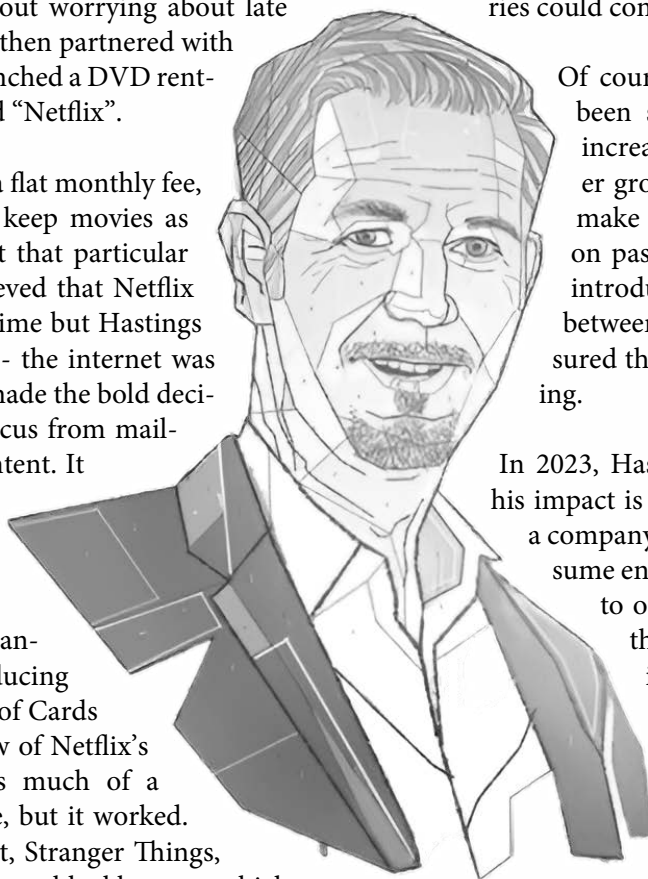 out worrying about late
then partnered with
nched a DVD rent-
d “Netflix”.
a flat monthly fee,
keep movies as
t that particular
eved that Netflix
ime but Hastings
- the internet was
made the bold deci-
cus from mail-
ntent. It
an-
ducing
of Cards
w of Netflix’s
s much of a
e, but it worked.
t, Stranger Things,
ries could con
Of cour
been s
increa
er gro
make
on pas
introdu
between
sured th
ing.
In 2023, Has
his impact is
a company
sume en
to o
th